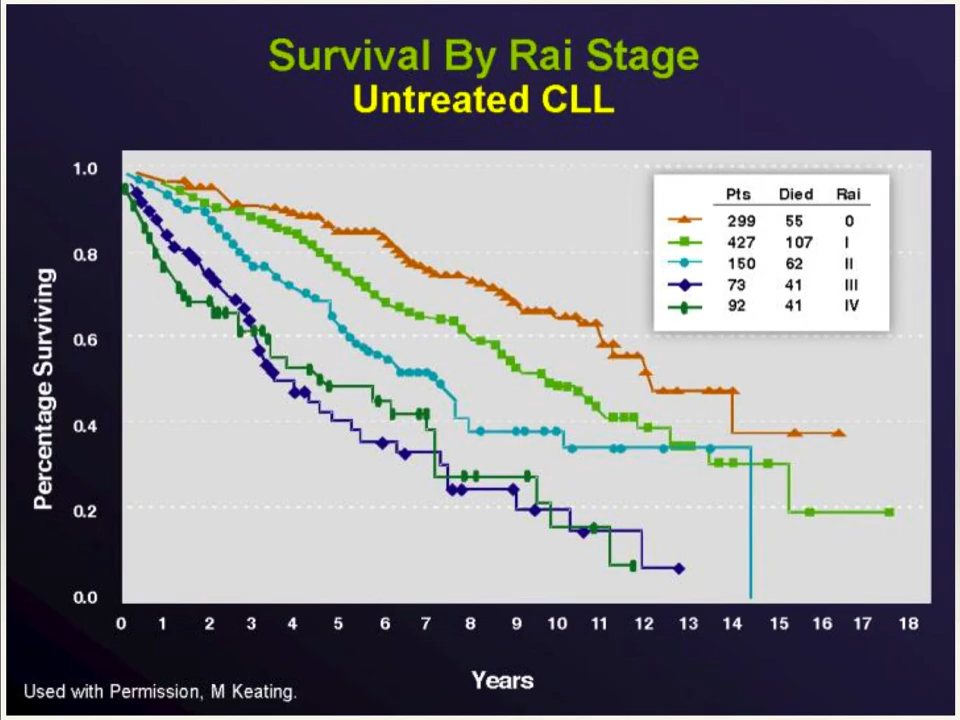 Survival By Rai Stage
Untreated CLL
Pts Died Rai
299 55 0
427 107 I
150 62 II
73 41 III
92 41 IV
Percentage Surviving
1.0
0.8
0.6
0.4
0.2
0.0
0 1 2 3 4 5 6 7 8 9 10 11 12 13 14 15 16 17 18
Years
Used with Permission, M Keating.